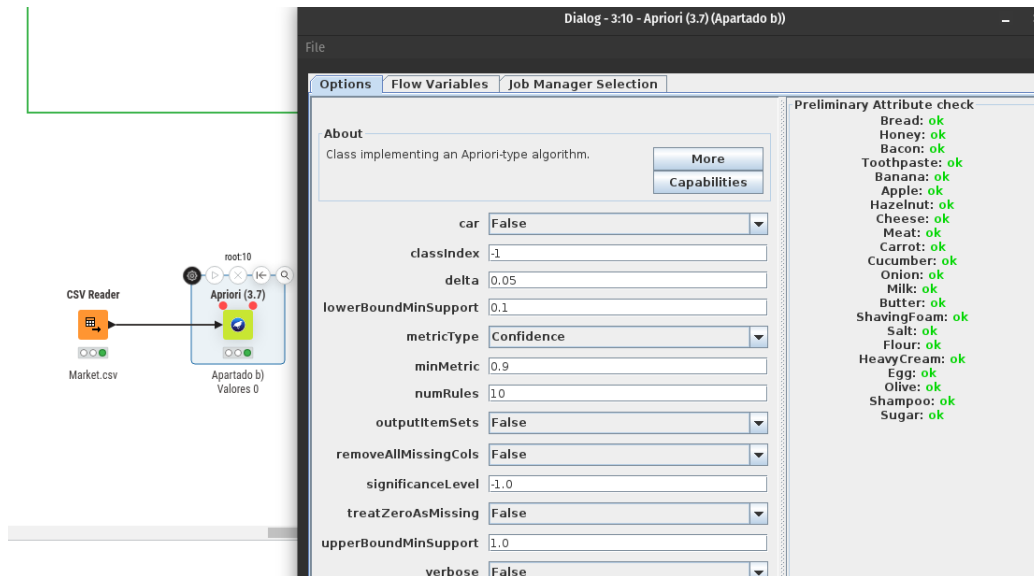 Dialog - 3:10 - Apriori (3.7) (Apartado b))
File
Options Flow Variables Job Manager Selection
About
Class implementing an Apriori-type algorithm.
More
Capabilities
car False
classIndex -1
delta 0.05
lowerBoundMinSupport 0.1
metricType Confidence
minMetric 0.9
numRules 10
outputItemSets False
removeAllMissingCols False
significanceLevel -1.0
treatZeroAsMissing False
upperBoundMinSupport 1.0
verbose False
Preliminary Attribute check
Bread: ok
Honey: ok
Bacon: ok
Toothpaste: ok
Banana: ok
Apple: ok
Hazelnut: ok
Cheese: ok
Meat: ok
Carrot: ok
Cucumber: ok
Onion: ok
Milk: ok
Butter: ok
ShavingFoam: ok
Salt: ok
Flour: ok
HeavyCream: ok
Egg: ok
Olive: ok
Shampoo: ok
Sugar: ok
root:10
CSV Reader
Apriori (3.7)
Market.csv
Apartado b)
Valores 0